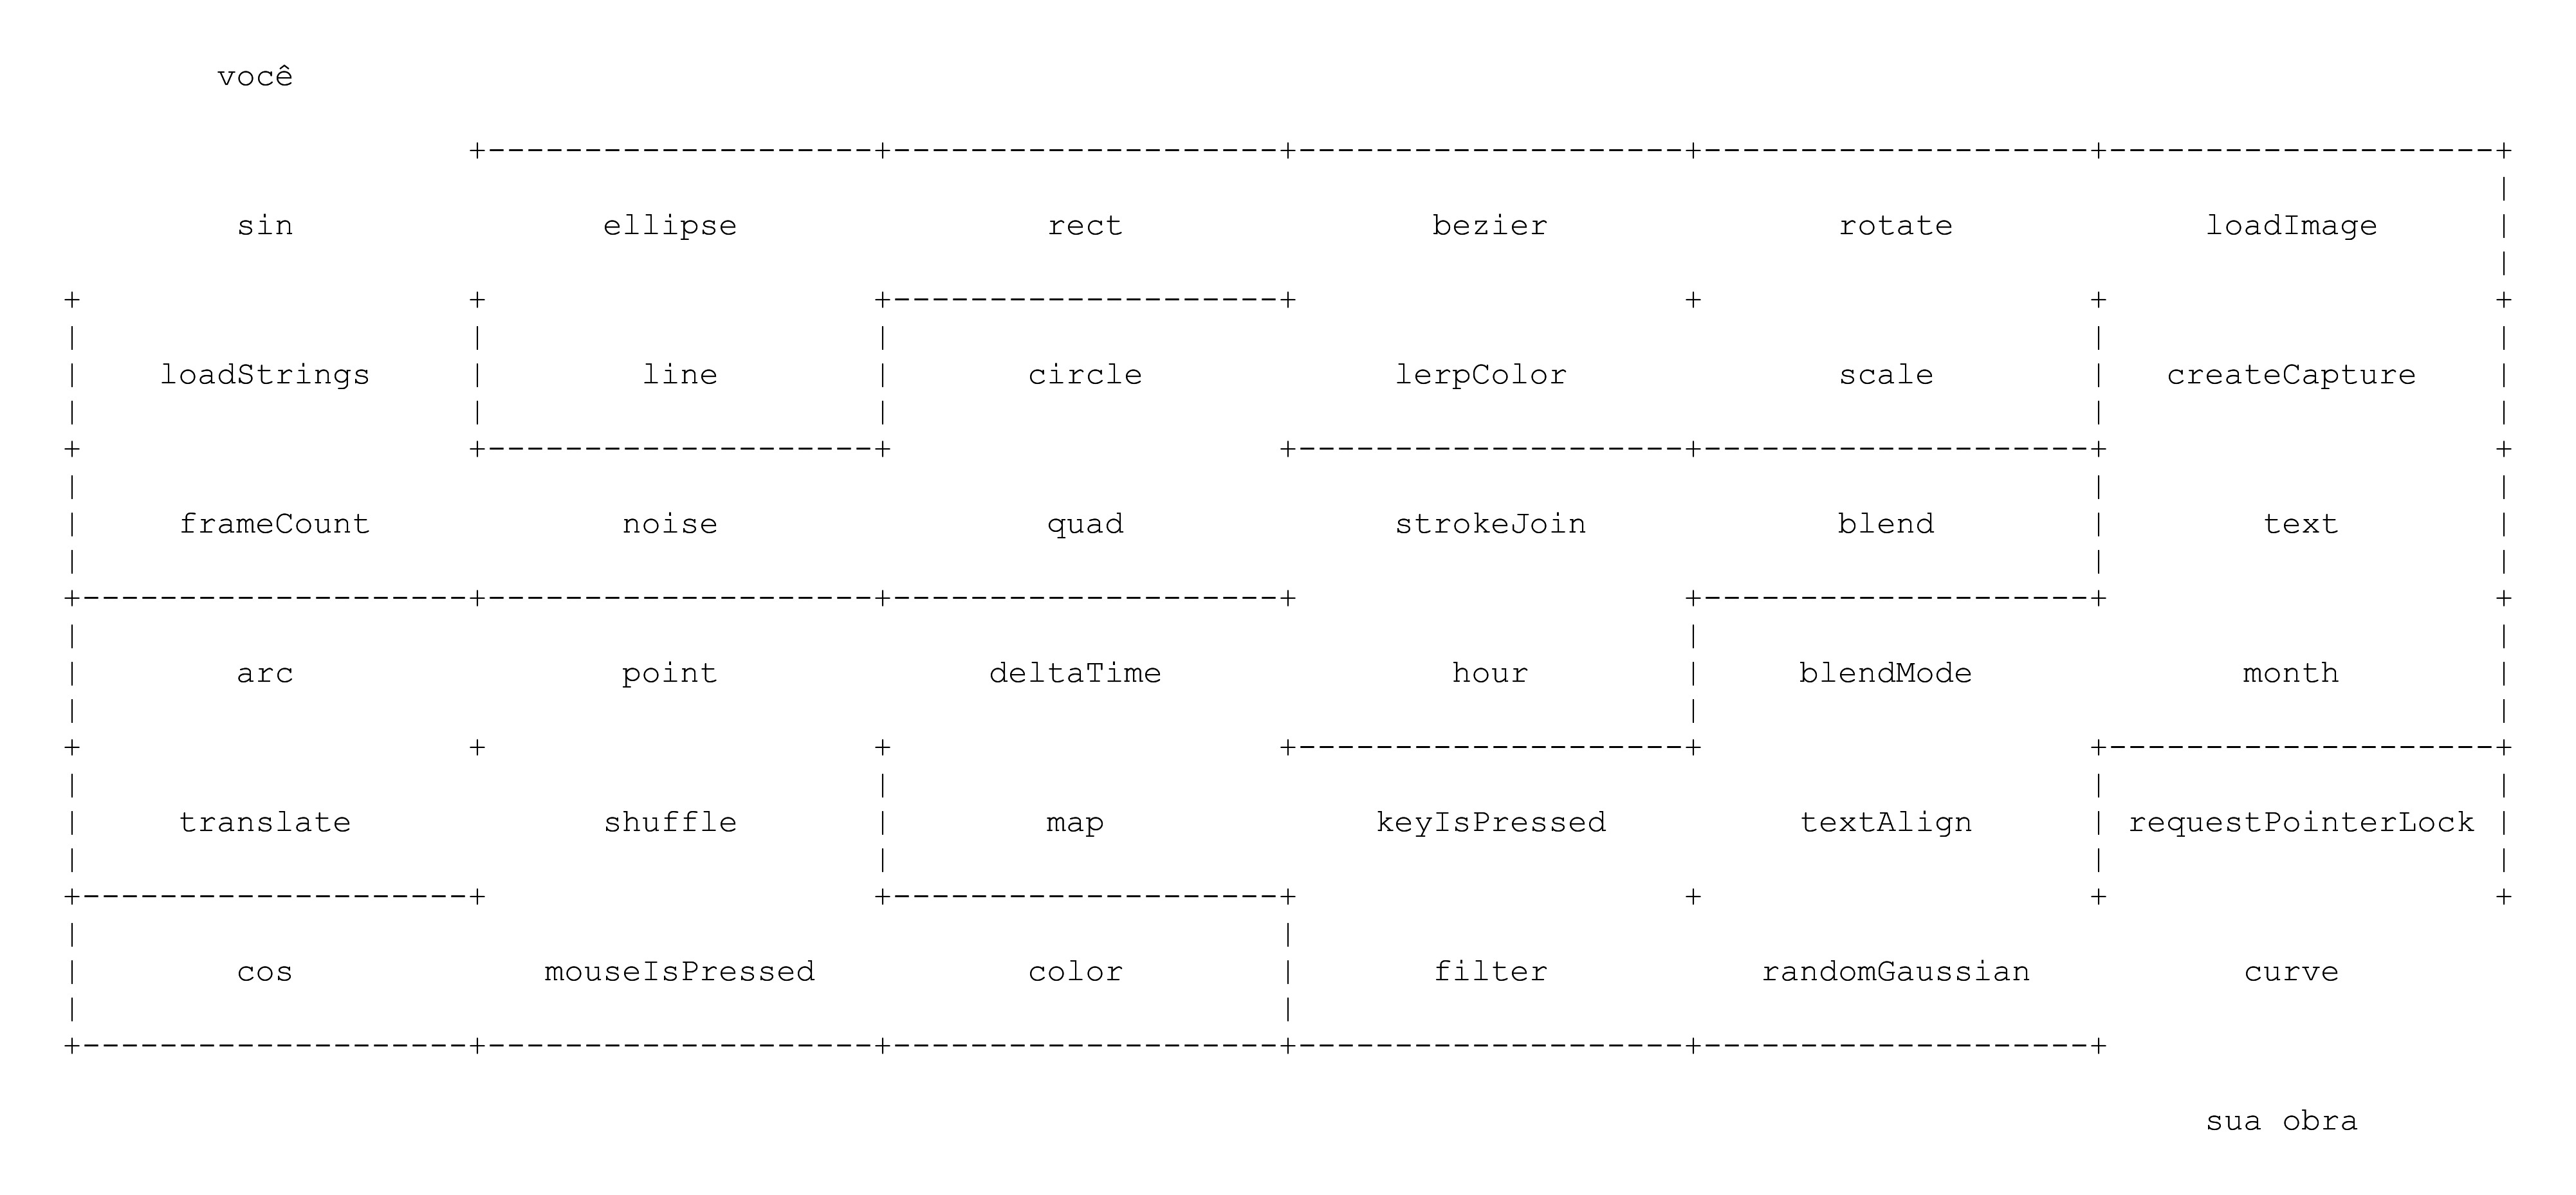 você
sin ellipse rect bezier rotate loadImage
loadStrings line circle lerpColor scale createCapture
frameCount noise quad strokeJoin blend text
arc point deltaTime hour blendMode month
translate shuffle map keyIsPressed textAlign requestPointerLock
cos mouseIsPressed color filter randomGaussian curve
sua obra